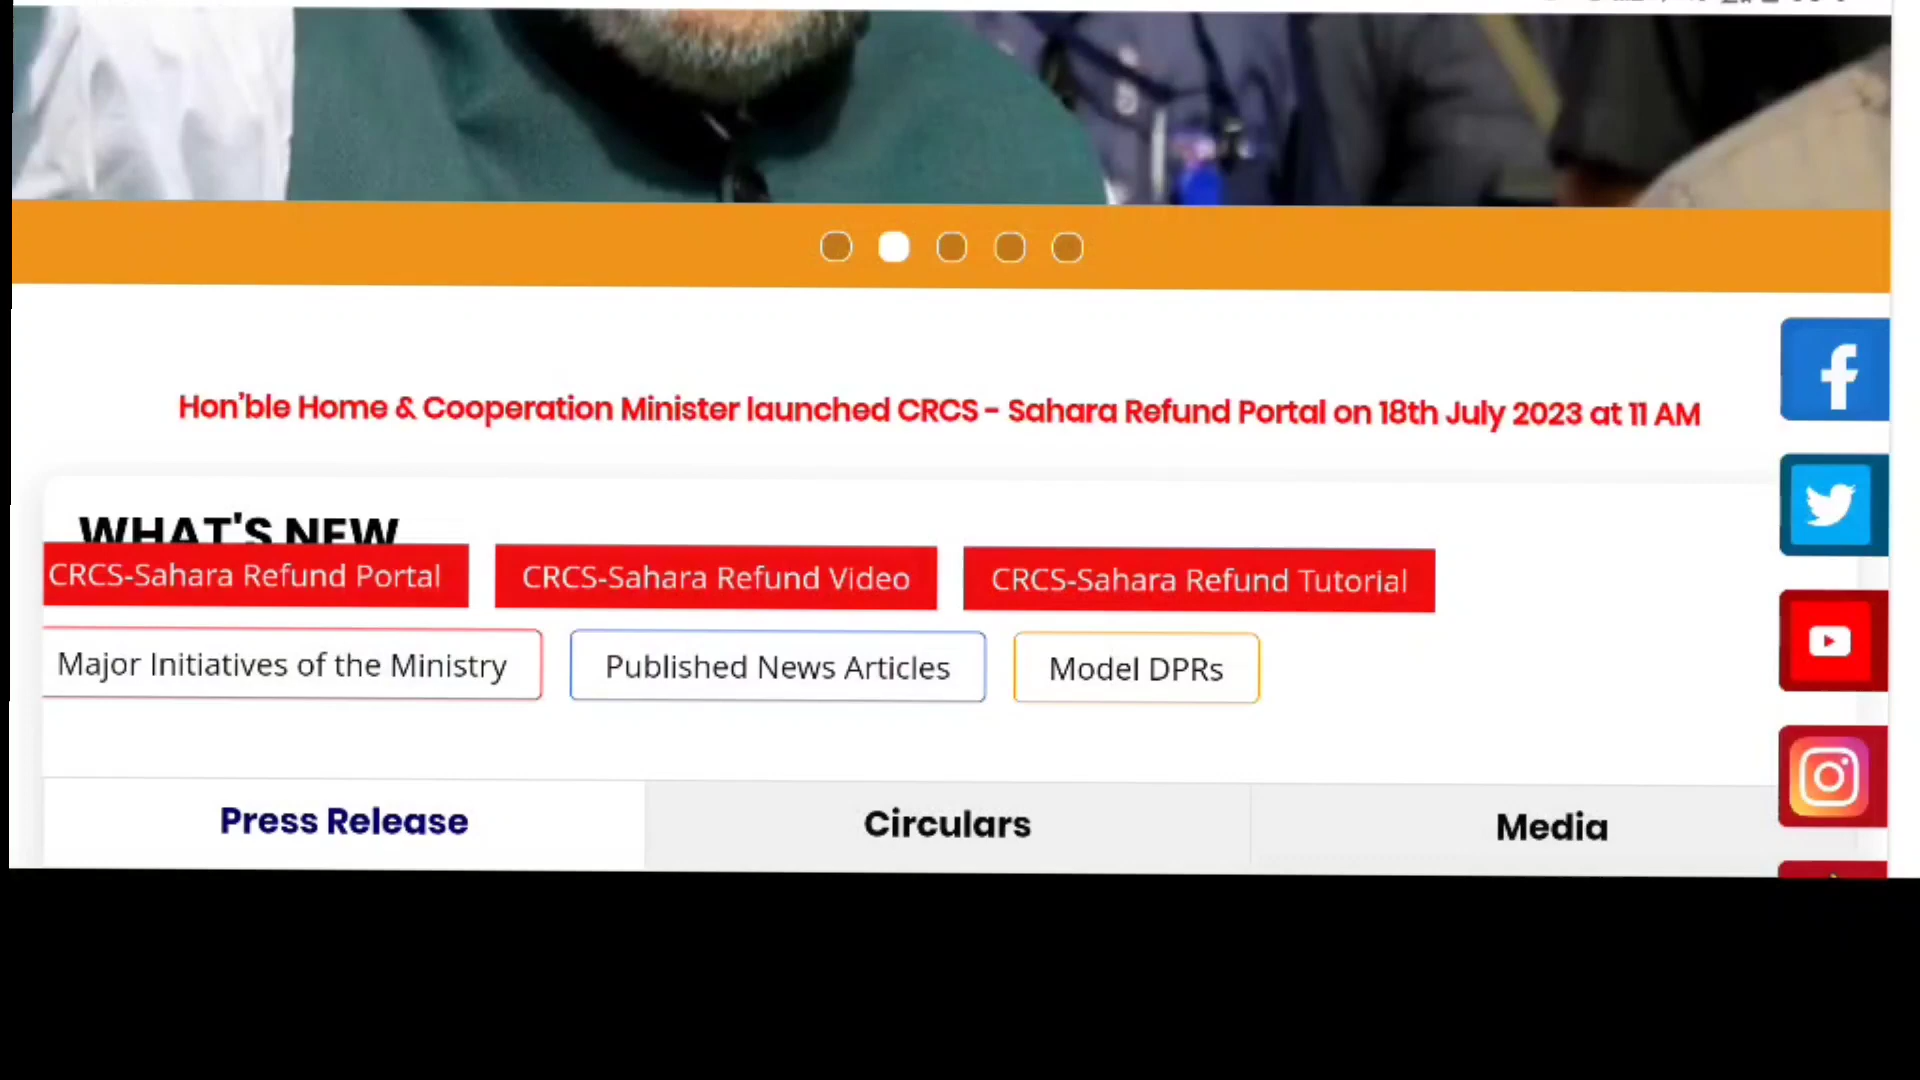 Hon'ble Home & Cooperation Minister launched CRCS - Sahara Refund Portal on 18th July 2023 at 11 AM
WHAT'S NEW
CRCS-Sahara Refund Portal CRCS-Sahara Refund Video CRCS-Sahara Refund Tutorial
Major Initiatives of the Ministry Published News Articles Model DPRs
Press Release Circulars Media